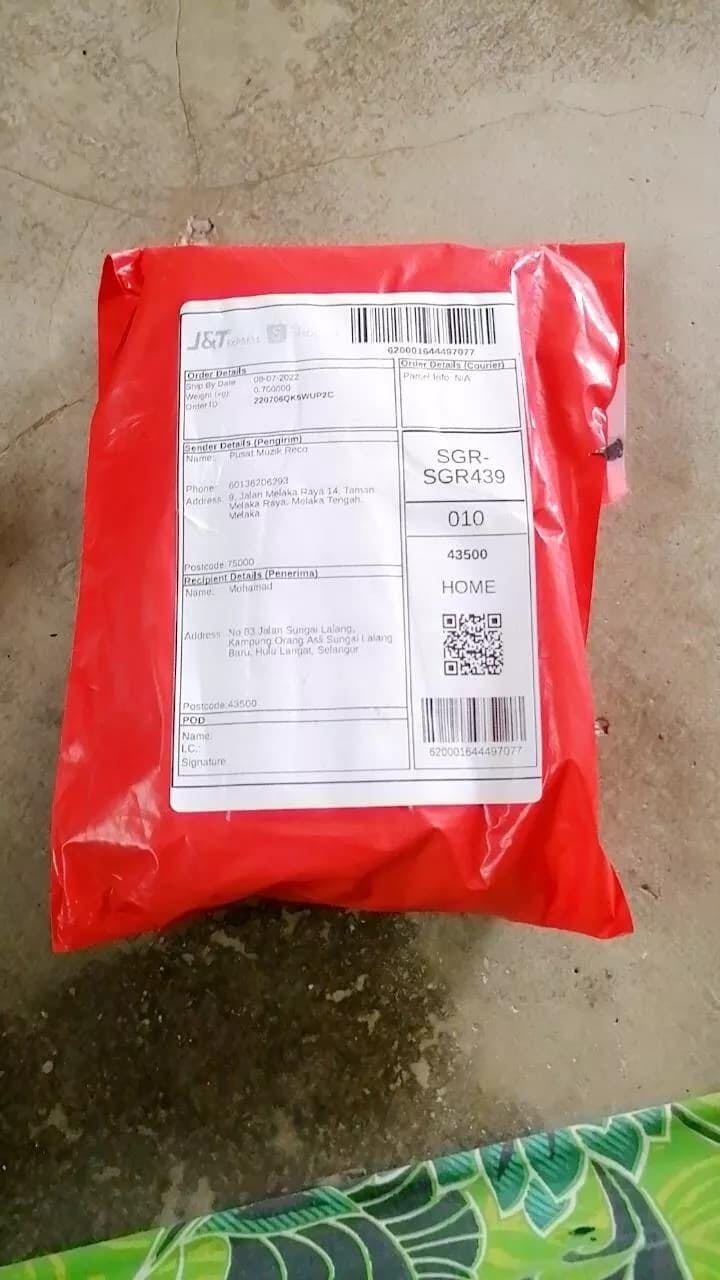 J&T EXPRESS
620001644497077
Order Details
Ship By Date 08-07-2022
Weight (kg) 0.700000
Order ID 220706QK5WUP2C
Order Details (Courier)
Parcel Info: N/A
Sender Details (Pengirim)
Name: Pusat Muzik Reco
Phone: 60136206293
Address: 9, Jalan Melaka Raya 14, Taman
Melaka Raya, Melaka Tengah,
Melaka
Postcode: 75000
SGR-
SGR439
010
Recipient Details (Penerima)
Name: Mohamad
Address: No 03 Jalan Sungai Lalang,
Kampung Orang Asli Sungai Lalang
Baru, Hulu Langat, Selangor
Postcode: 43500
43500
HOME
POD
Name:
I.C.:
Signature
620001644497077